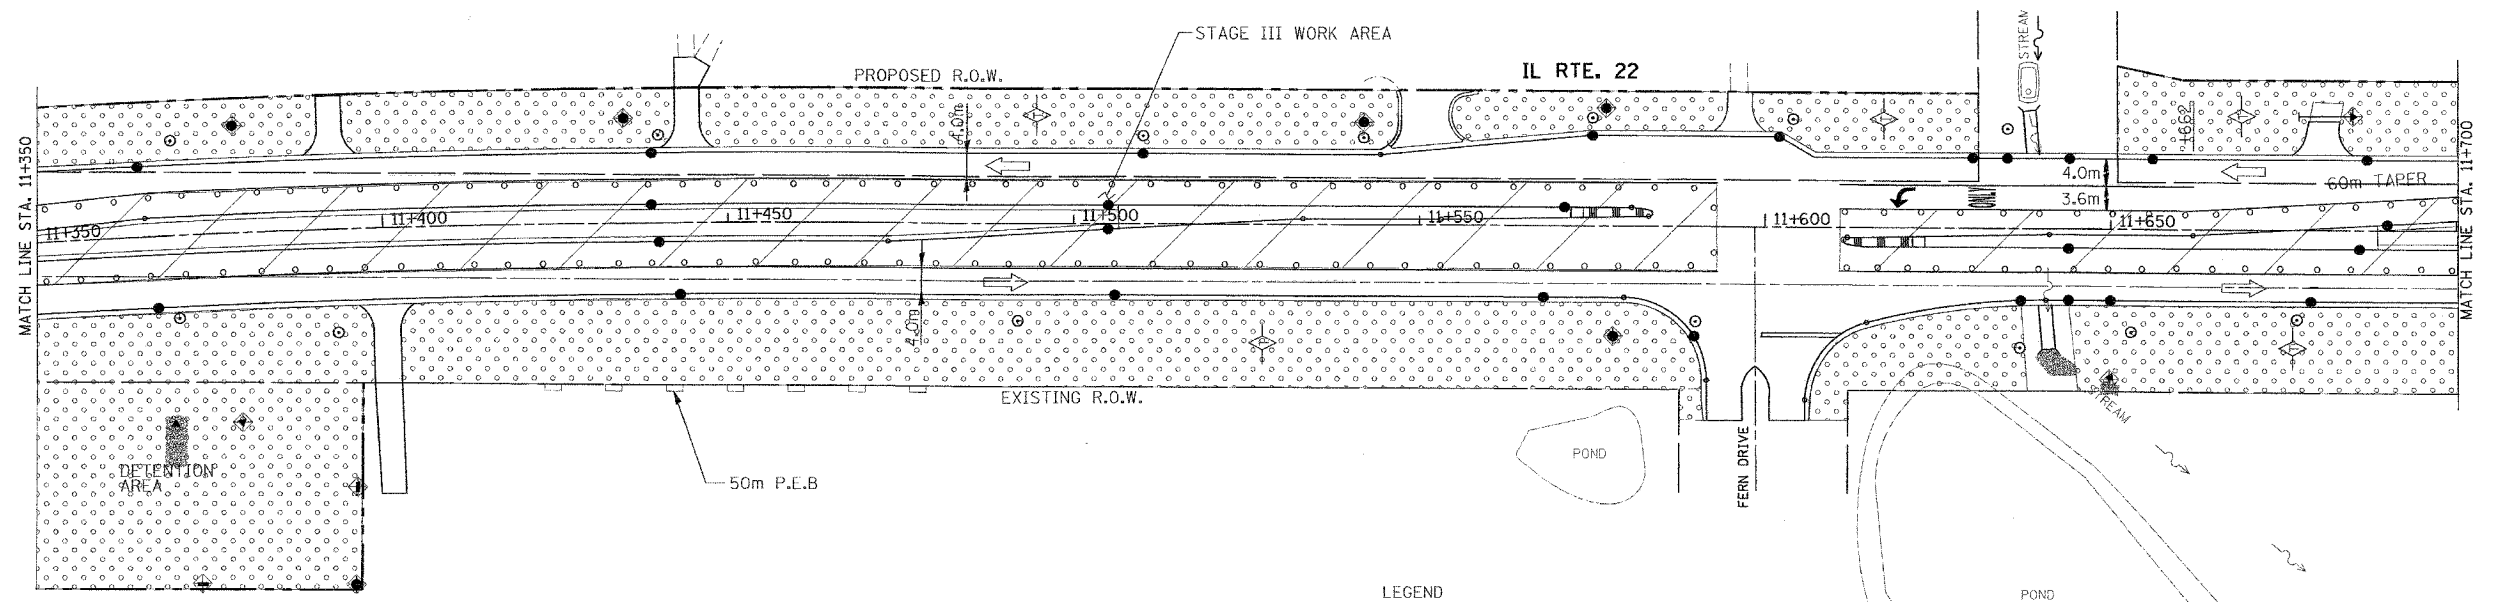 STAGE III WORK AREA
STREAM
PROPOSED R.O.W.
IL RTE. 22
4.0m
MATCH LINE STA. 11+350
MATCH LINE STA. 11+700
+662
4.0m
60m TAPER
3.6m
11+350
11+400
11+450
11+500
11+550
11+600
11+650
4.0m
EXISTING R.O.W.
STREAM
FERN DRIVE
POND
DETENTION
AREA
50m P.E.B
LEGEND
POND